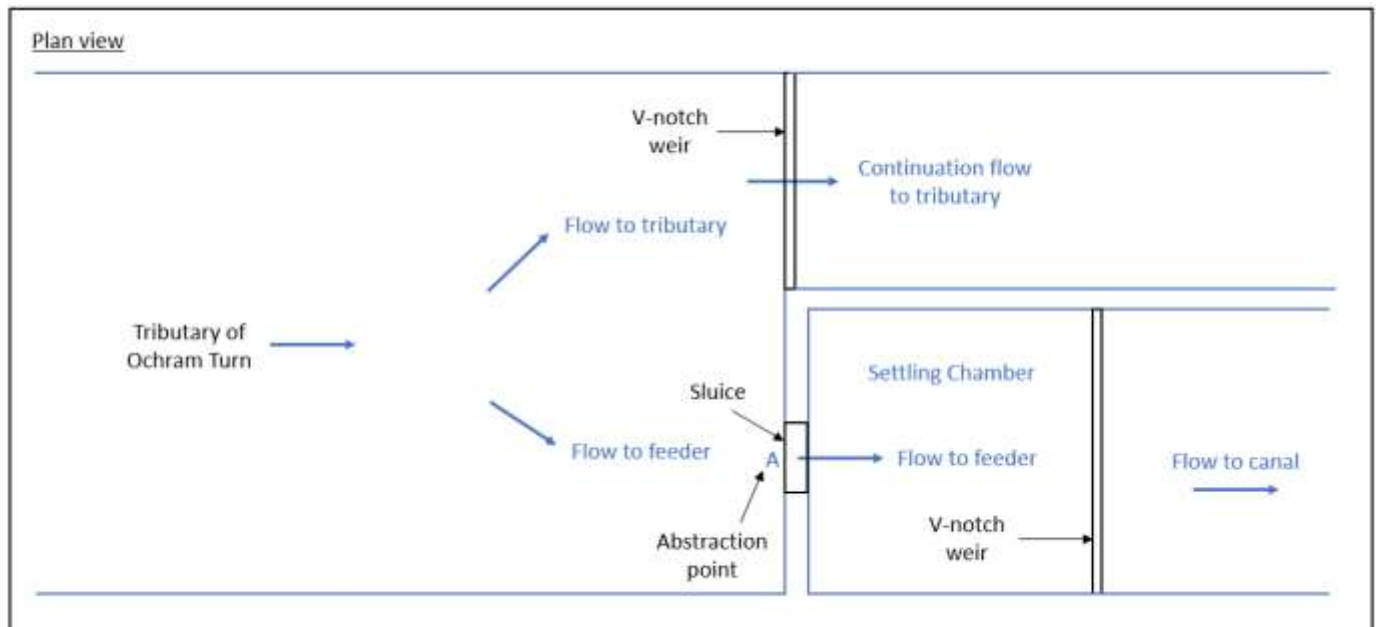 Plan view
V-notch
weir
Continuation flow
to tributary
Flow to tributary
Tributary of
Ochram Turn
Settling Chamber
Sluice
Flow to feeder
A
Flow to feeder
Flow to canal
Abstraction
point
V-notch
weir